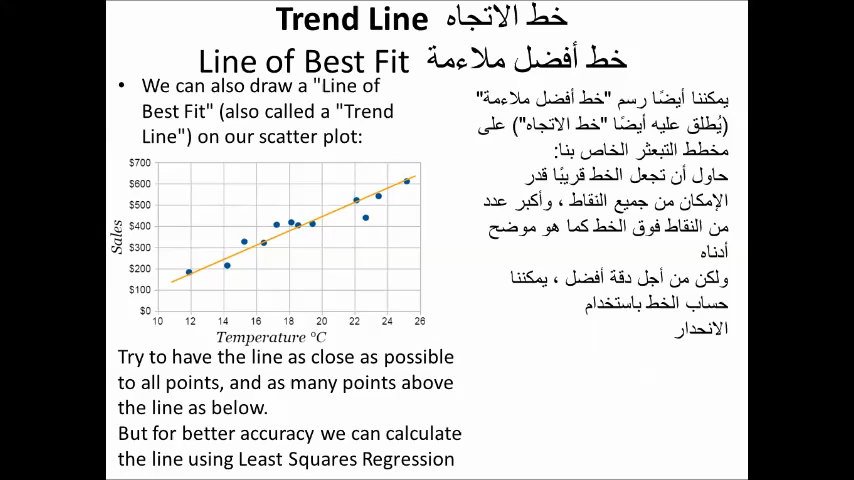 Trend Line خط الاتجاه
Line of Best Fit خط أفضل ملاءمة
• We can also draw a "Line of
Best Fit" (also called a "Trend
Line") on our scatter plot:
$700
$600
$500
$400
$300
$200
$100
$0
Sales
10 12 14 16 18 20 22 24 26
Temperature °C
Try to have the line as close as possible
to all points, and as many points above
the line as below.
But for better accuracy we can calculate
the line using Least Squares Regression
يمكننا أيضًا رسم "خط أفضل ملاءمة"
(يُطلق عليه أيضًا "خط الاتجاه") على
مخطط التبعثر الخاص بنا:
حاول أن تجعل الخط قريبًا قدر
الإمكان من جميع النقاط ، وأكبر عدد
من النقاط فوق الخط كما هو موضح
أدناه
ولكن من أجل دقة أفضل ، يمكننا
حساب الخط باستخدام
الانحدار